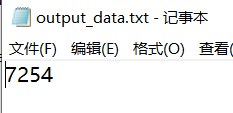 output_data.txt - 记事本
文件(F) 编辑(E) 格式(O) 查看(
7254